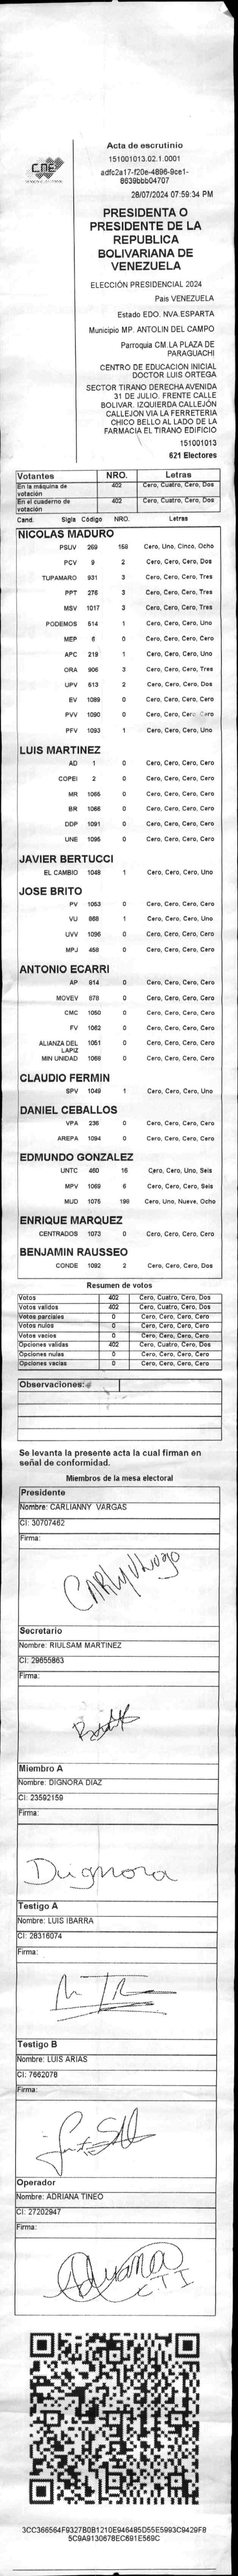 CNE
Acta de escrutinio
151001013.02.1.0001
adfc2a17-f20e-4896-9ce1-
8639bbb04707
28/07/2024 07:59:34 PM
PRESIDENTA O
PRESIDENTE DE LA
REPUBLICA
BOLIVARIANA DE
VENEZUELA
ELECCIÓN PRESIDENCIAL 2024
Pais VENEZUELA
Estado EDO. NVA.ESPARTA
Municipio MP. ANTOLIN DEL CAMPO
Parroquia CM.LA PLAZA DE
PARAGUACHI
CENTRO DE EDUCACIÓN INICIAL
DOCTOR LUIS ORTEGA
SECTOR TIRANO DERECHA AVENIDA
31 DE JULIO. FRENTE CALLE
BOLIVAR. IZQUIERDA CALLEJÓN
CALLEJON VIA LA FERRETERIA
CHICO BELLO AL LADO DE LA
FARMACIA EL TIRANO EDIFICIO
151001013
621 Electores
Votantes NRO. Letras
En la maquina de votación 402 Cero, Cuatro, Cero, Dos
En el cuaderno de votación 402 Cero, Cuatro, Cero, Dos
Cand. Sigla Código NRO. Letras
NICOLAS MADURO
PSUV 269 158 Cero, Uno, Cinco, Ocho
PCV 9 2 Cero, Cero, Cero, Dos
TUPAMARO 931 3 Cero, Cero, Cero, Tres
PPT 276 3 Cero, Cero, Cero, Tres
MSV 1017 3 Cero, Cero, Cero, Tres
PODEMOS 514 1 Cero, Cero, Cero, Uno
MEP 6 0 Cero, Cero, Cero, Cero
APC 219 1 Cero, Cero, Cero, Uno
ORA 906 3 Cero, Cero, Cero, Tres
UPV 513 2 Cero, Cero, Cero, Dos
EV 1089 0 Cero, Cero, Cero, Cero
PVV 1090 0 Cero, Cero, Cero, Cero
PFV 1093 1 Cero, Cero, Cero, Uno
LUIS MARTINEZ
AD 1 0 Cero, Cero, Cero, Cero
COPEI 2 0 Cero, Cero, Cero, Cero
MR 1065 0 Cero, Cero, Cero, Cero
BR 1066 0 Cero, Cero, Cero, Cero
DDP 1091 0 Cero, Cero, Cero, Cero
UNE 1095 0 Cero, Cero, Cero, Cero
JAVIER BERTUCCI
EL CAMBIO 1048 1 Cero, Cero, Cero, Uno
JOSE BRITO
PV 1053 0 Cero, Cero, Cero, Cero
VU 868 1 Cero, Cero, Cero, Uno
UVV 1096 0 Cero, Cero, Cero, Cero
MPJ 458 0 Cero, Cero, Cero, Cero
ANTONIO ECARRI
AP 914 0 Cero, Cero, Cero, Cero
MOVEV 878 0 Cero, Cero, Cero, Cero
CMC 1050 0 Cero, Cero, Cero, Cero
FV 1062 0 Cero, Cero, Cero, Cero
ALIANZA DEL LAPIZ 1051 0 Cero, Cero, Cero, Cero
MIN UNIDAD 1069 0 Cero, Cero, Cero, Cero
CLAUDIO FERMIN
SPV 1049 1 Cero, Cero, Cero, Uno
DANIEL CEBALLOS
VPA 236 0 Cero, Cero, Cero, Cero
AREPA 1094 0 Cero, Cero, Cero, Cero
EDMUNDO GONZALEZ
UNTC 460 16 Cero, Cero, Uno, Seis
MPV 1069 6 Cero, Cero, Cero, Seis
MUD 1075 198 Cero, Uno, Nueve, Ocho
ENRIQUE MARQUEZ
CENTRADOS 1073 0 Cero, Cero, Cero, Cero
BENJAMIN RAUSSEO
CONDE 1092 2 Cero, Cero, Cero, Dos
Resumen de votos
Votos 402 Cero, Cuatro, Cero, Dos
Votos validos 402 Cero, Cuatro, Cero, Dos
Votos parciales 0 Cero, Cero, Cero, Cero
Votos nulos 0 Cero, Cero, Cero, Cero
Votos vacios 0 Cero, Cero, Cero, Cero
Opciones validas 402 Cero, Cuatro, Cero, Dos
Opciones nulas 0 Cero, Cero, Cero, Cero
Opciones vacias 0 Cero, Cero, Cero, Cero
Observaciones:
Se levanta la presente acta la cual firman en
señal de conformidad.
Miembros de la mesa electoral
Presidente
Nombre: CARLIANNY VARGAS
CI: 30707462
Firma:
Secretario
Nombre: RIULSAM MARTINEZ
CI: 29655863
Firma:
Miembro A
Nombre: DIGNORA DIAZ
CI: 23592159
Firma:
Dignora
Testigo A
Nombre: LUIS IBARRA
CI: 28316074
Firma:
Testigo B
Nombre: LUIS ARIAS
CI: 7662078
Firma:
Operador
Nombre: ADRIANA TINEO
CI: 27202947
Firma:
Adriana
C.T.I
3CC366564F9327B0B1210E946485D55E5993C9429F8
5C9A9130678EC691E569C